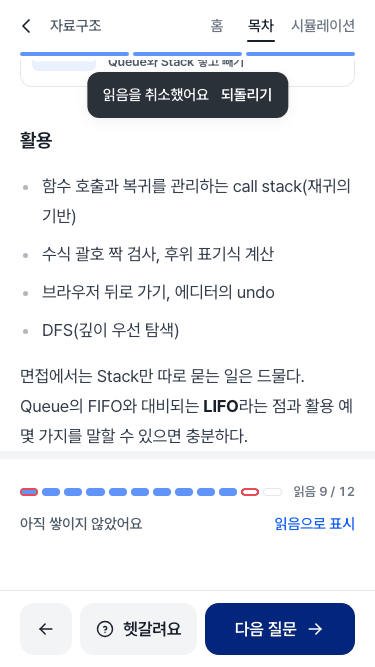 자료구조
홈 목차 시뮬레이션
Queue와 Stack 넣고 빼기
읽음을 취소했어요 되돌리기
활용
함수 호출과 복귀를 관리하는 call stack(재귀의
기반)
수식 괄호 짝 검사, 후위 표기식 계산
브라우저 뒤로 가기, 에디터의 undo
DFS(깊이 우선 탐색)
면접에서는 Stack만 따로 묻는 일은 드물다.
Queue의 FIFO와 대비되는 LIFO라는 점과 활용 예
몇 가지를 말할 수 있으면 충분하다.
읽음 9 / 12
아직 쌓이지 않았어요 읽음으로 표시
헷갈려요 다음 질문